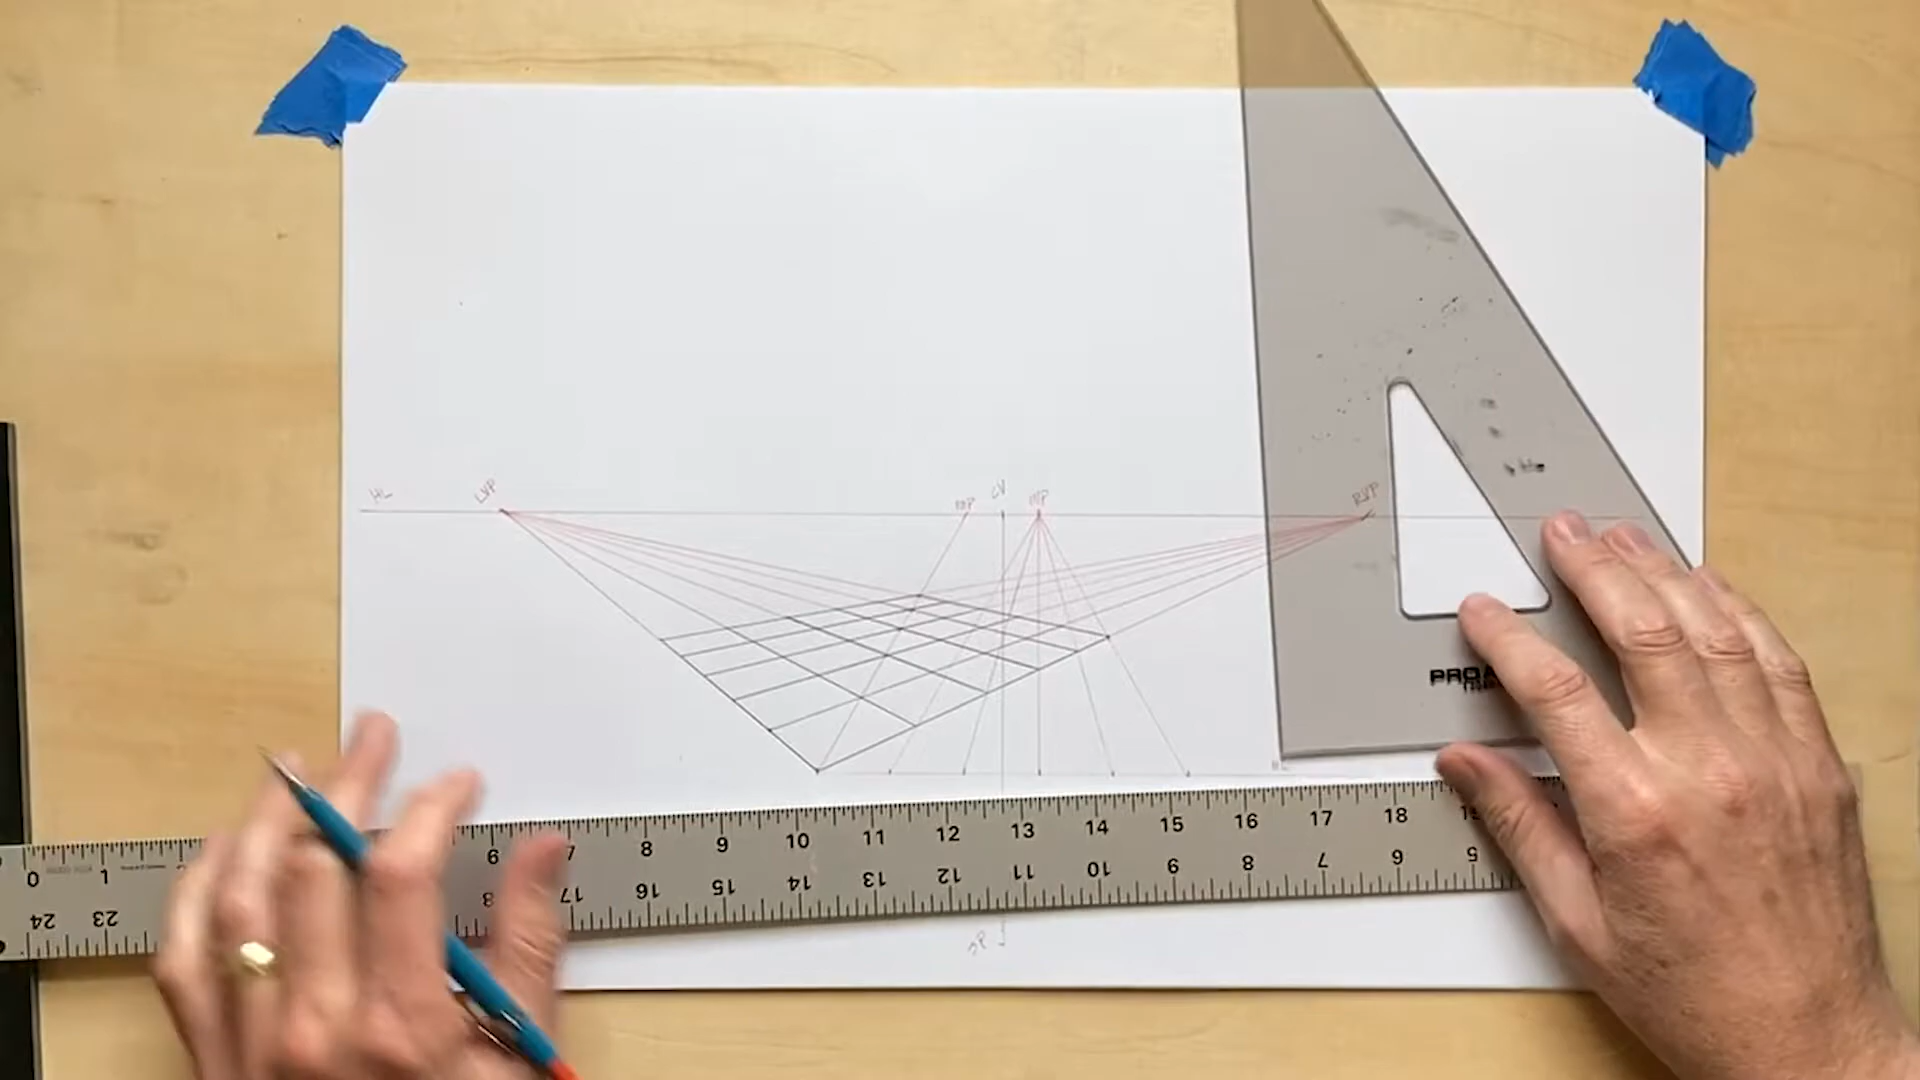 HL
LVP
MP
CV
MP
RVP
PROA
ML
0 1 6 7 8 9 10 11 12 13 14 15 16 17 18 19
24 23 8 17 16 15 14 13 12 11 10 9 8 7 6 5
SP